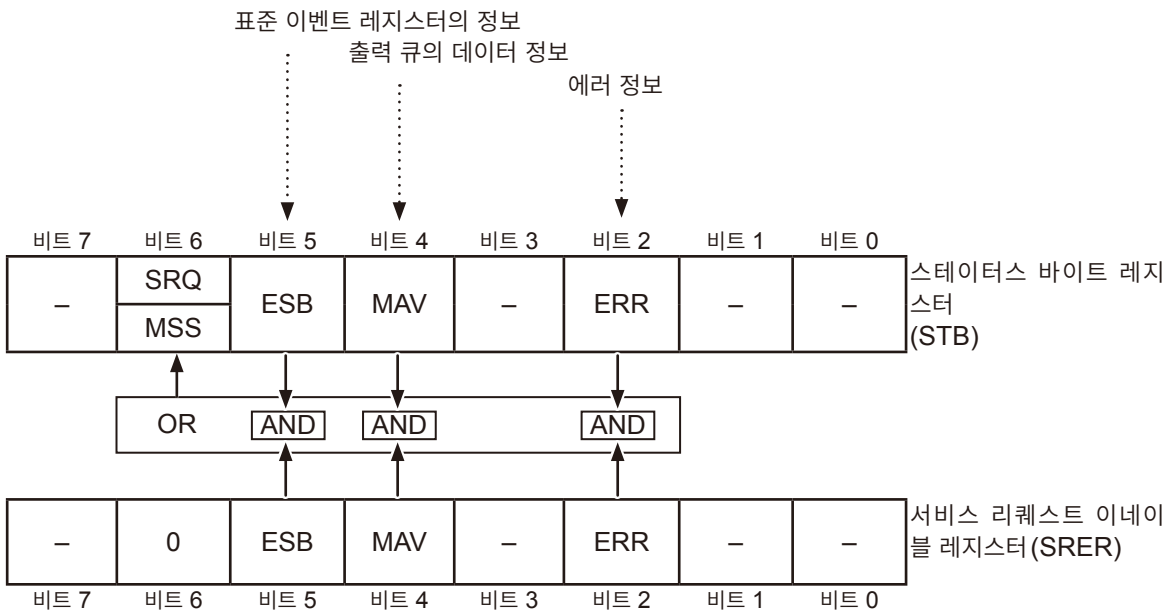 표준 이벤트 레지스터의 정보
출력 큐의 데이터 정보
에러 정보
비트 7 비트 6 비트 5 비트 4 비트 3 비트 2 비트 1 비트 0
– SRQ MSS ESB MAV – ERR – –
스테이터스 바이트 레지
스터
(STB)
OR AND AND AND
– 0 ESB MAV – ERR – –
서비스 리퀘스트 이네이
블 레지스터(SRER)
비트 7 비트 6 비트 5 비트 4 비트 3 비트 2 비트 1 비트 0